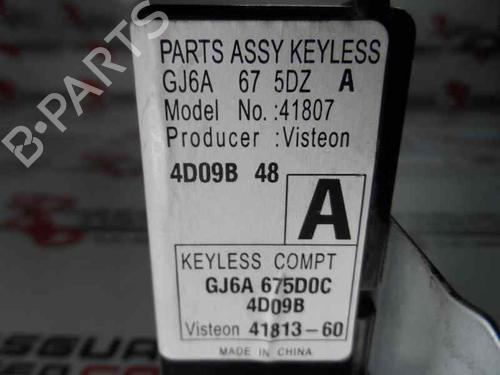 PARTS ASSY KEYLESS
GJ6A 67 5DZ A
Model No.:41807
Producer:Visteon
4D09B 48
A
KEYLESS COMPT
GJ6A 675D0C
4D09B
Visteon 41813-60
MADE IN CHINA